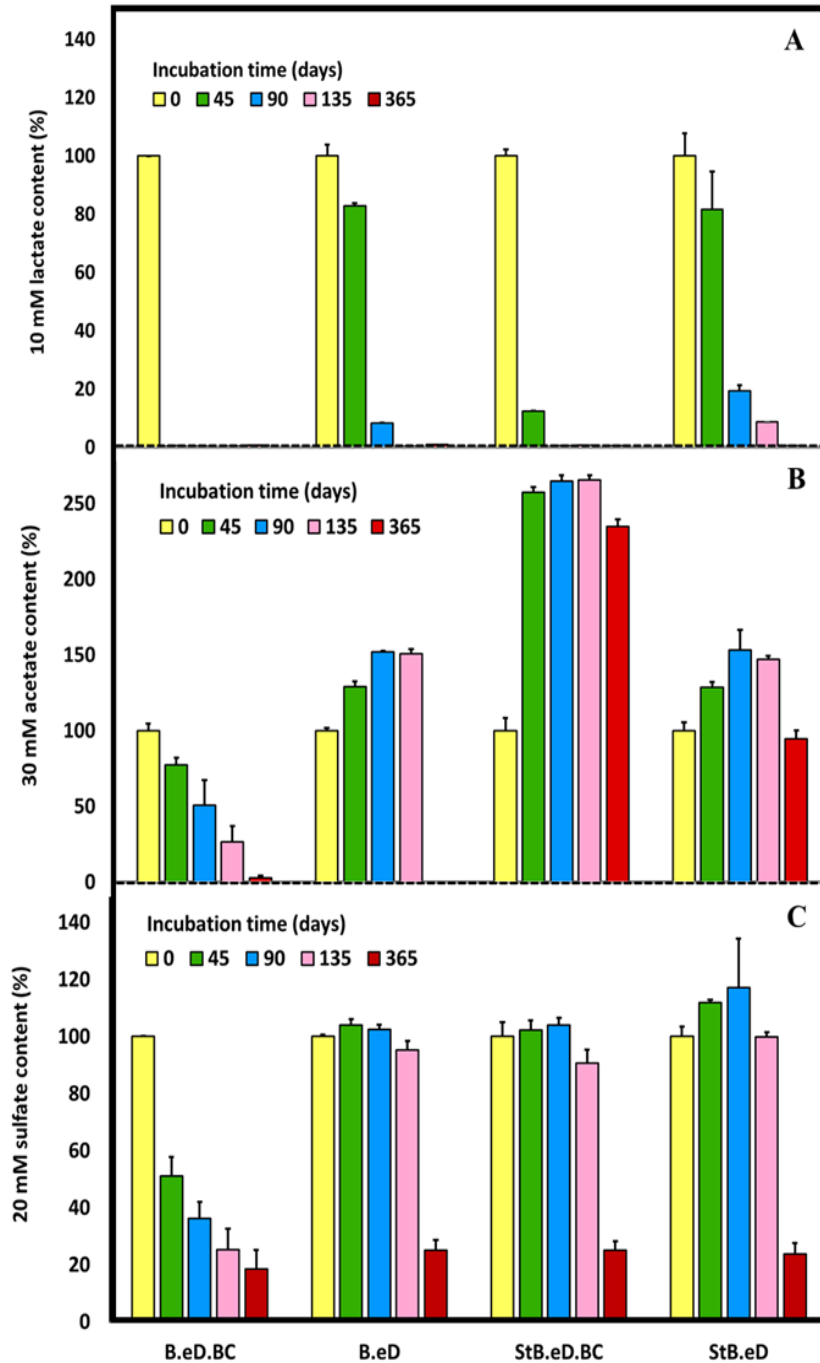 A
10 mM lactate content (%)
140
120
100
80
60
40
20
0
Incubation time (days)
0 45 90 135 365
B
30 mM acetate content (%)
250
200
150
100
50
0
Incubation time (days)
0 45 90 135 365
C
20 mM sulfate content (%)
140
120
100
80
60
40
20
0
Incubation time (days)
0 45 90 135 365
B.eD.BC B.eD StB.eD.BC StB.eD